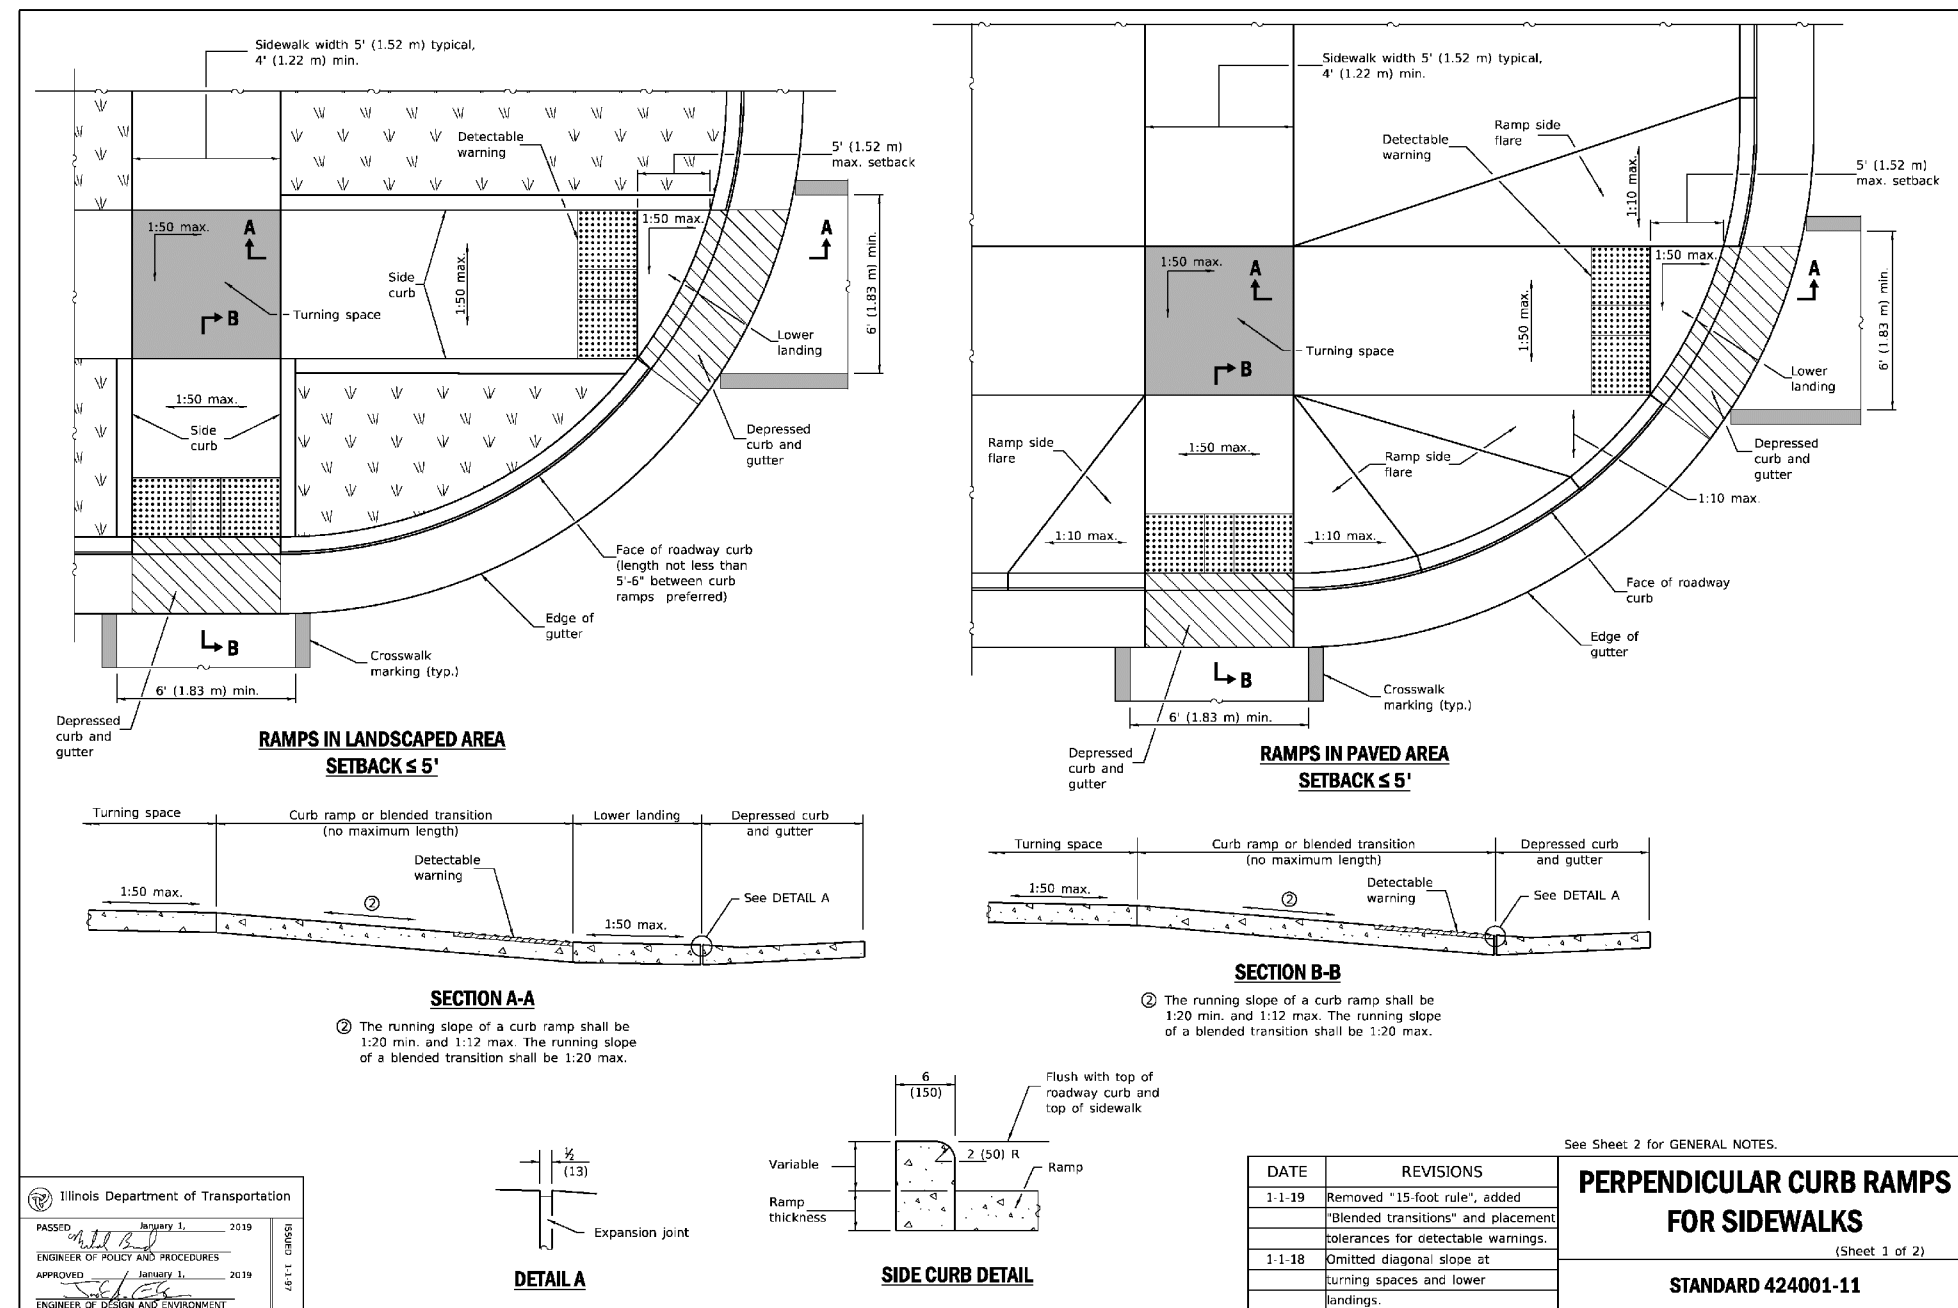 Sidewalk width 5' (1.52 m) typical,
4' (1.22 m) min.
Detectable
warning
5' (1.52 m)
max. setback
1:50 max.
A
1:50 max.
A
Side
curb
1:50 max.
6' (1.83 m) min.
B
Turning space
Lower
landing
1:50 max.
Side
curb
Depressed
curb and
gutter
Face of roadway curb
(length not less than
5'-6" between curb
ramps preferred)
Edge of
gutter
B
Crosswalk
marking (typ.)
6' (1.83 m) min.
Depressed
curb and
gutter
RAMPS IN LANDSCAPED AREA
SETBACK ≤ 5'
Sidewalk width 5' (1.52 m) typical,
4' (1.22 m) min.
Detectable
warning
Ramp side
flare
1:10 max.
5' (1.52 m)
max. setback
1:50 max.
A
1:50 max.
A
1:50 max.
6' (1.83 m) min.
B
Turning space
Lower
landing
Ramp side
flare
1:50 max.
Ramp side
flare
Depressed
curb and
gutter
1:10 max.
1:10 max.
1:10 max.
Face of roadway
curb
Edge of
gutter
B
Crosswalk
marking (typ.)
6' (1.83 m) min.
Depressed
curb and
gutter
RAMPS IN PAVED AREA
SETBACK ≤ 5'
Turning space
Curb ramp or blended transition
(no maximum length)
Lower landing
Depressed curb
and gutter
Detectable
warning
1:50 max.
②
1:50 max.
See DETAIL A
SECTION A-A
② The running slope of a curb ramp shall be
1:20 min. and 1:12 max. The running slope
of a blended transition shall be 1:20 max.
Turning space
Curb ramp or blended transition
(no maximum length)
Depressed curb
and gutter
1:50 max.
②
Detectable
warning
See DETAIL A
SECTION B-B
② The running slope of a curb ramp shall be
1:20 min. and 1:12 max. The running slope
of a blended transition shall be 1:20 max.
½
(13)
Expansion joint
DETAIL A
6
(150)
Flush with top of
roadway curb and
top of sidewalk
Variable
2 (50) R
Ramp
Ramp
thickness
SIDE CURB DETAIL
Illinois Department of Transportation
PASSED January 1, 2019
ENGINEER OF POLICY AND PROCEDURES
APPROVED January 1, 2019
ENGINEER OF DESIGN AND ENVIRONMENT
ISSUED 1-1-97
See Sheet 2 for GENERAL NOTES.
DATE REVISIONS
1-1-19 Removed "15-foot rule", added
"Blended transitions" and placement
tolerances for detectable warnings.
1-1-18 Omitted diagonal slope at
turning spaces and lower
landings.
PERPENDICULAR CURB RAMPS
FOR SIDEWALKS
(Sheet 1 of 2)
STANDARD 424001-11